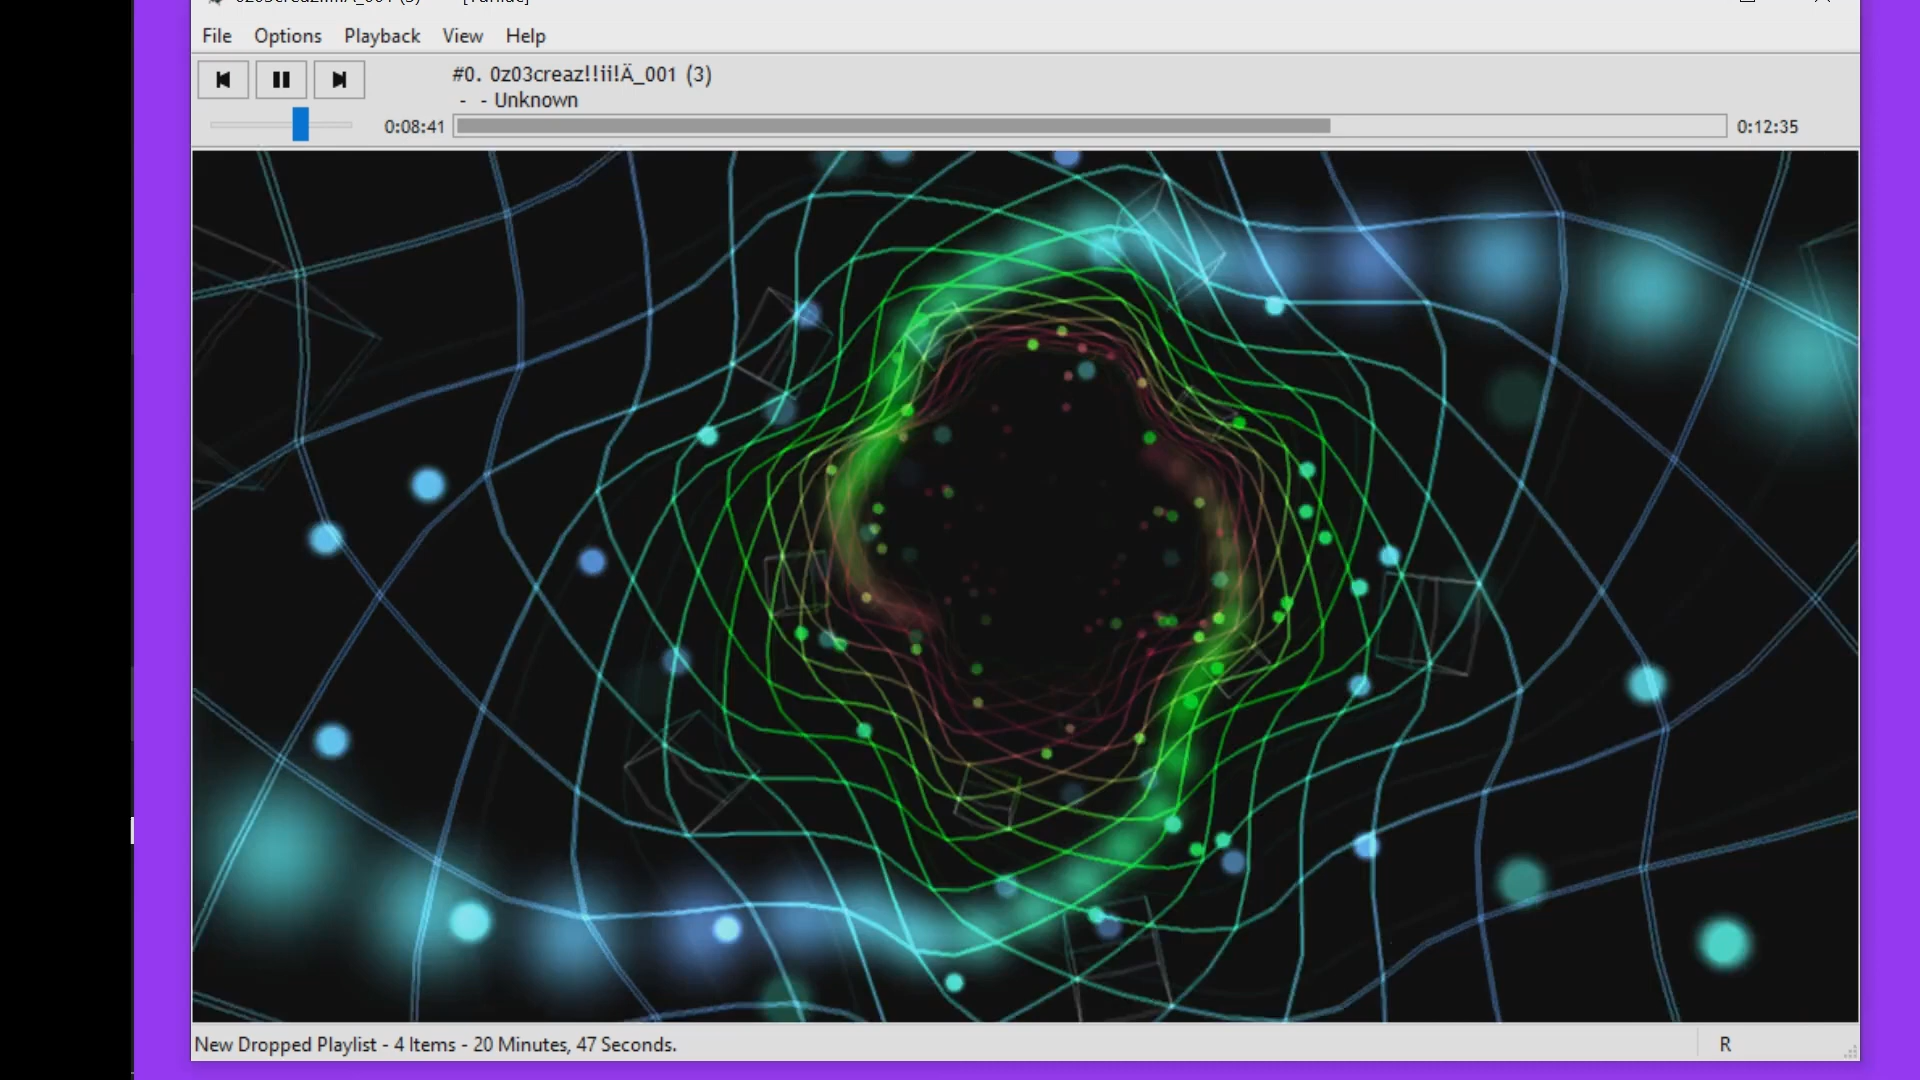 File Options Playback View Help
#0. 0z03creaz!!ii!Ä_001 (3)
- - Unknown
0:08:41 0:12:35
New Dropped Playlist - 4 Items - 20 Minutes, 47 Seconds. R